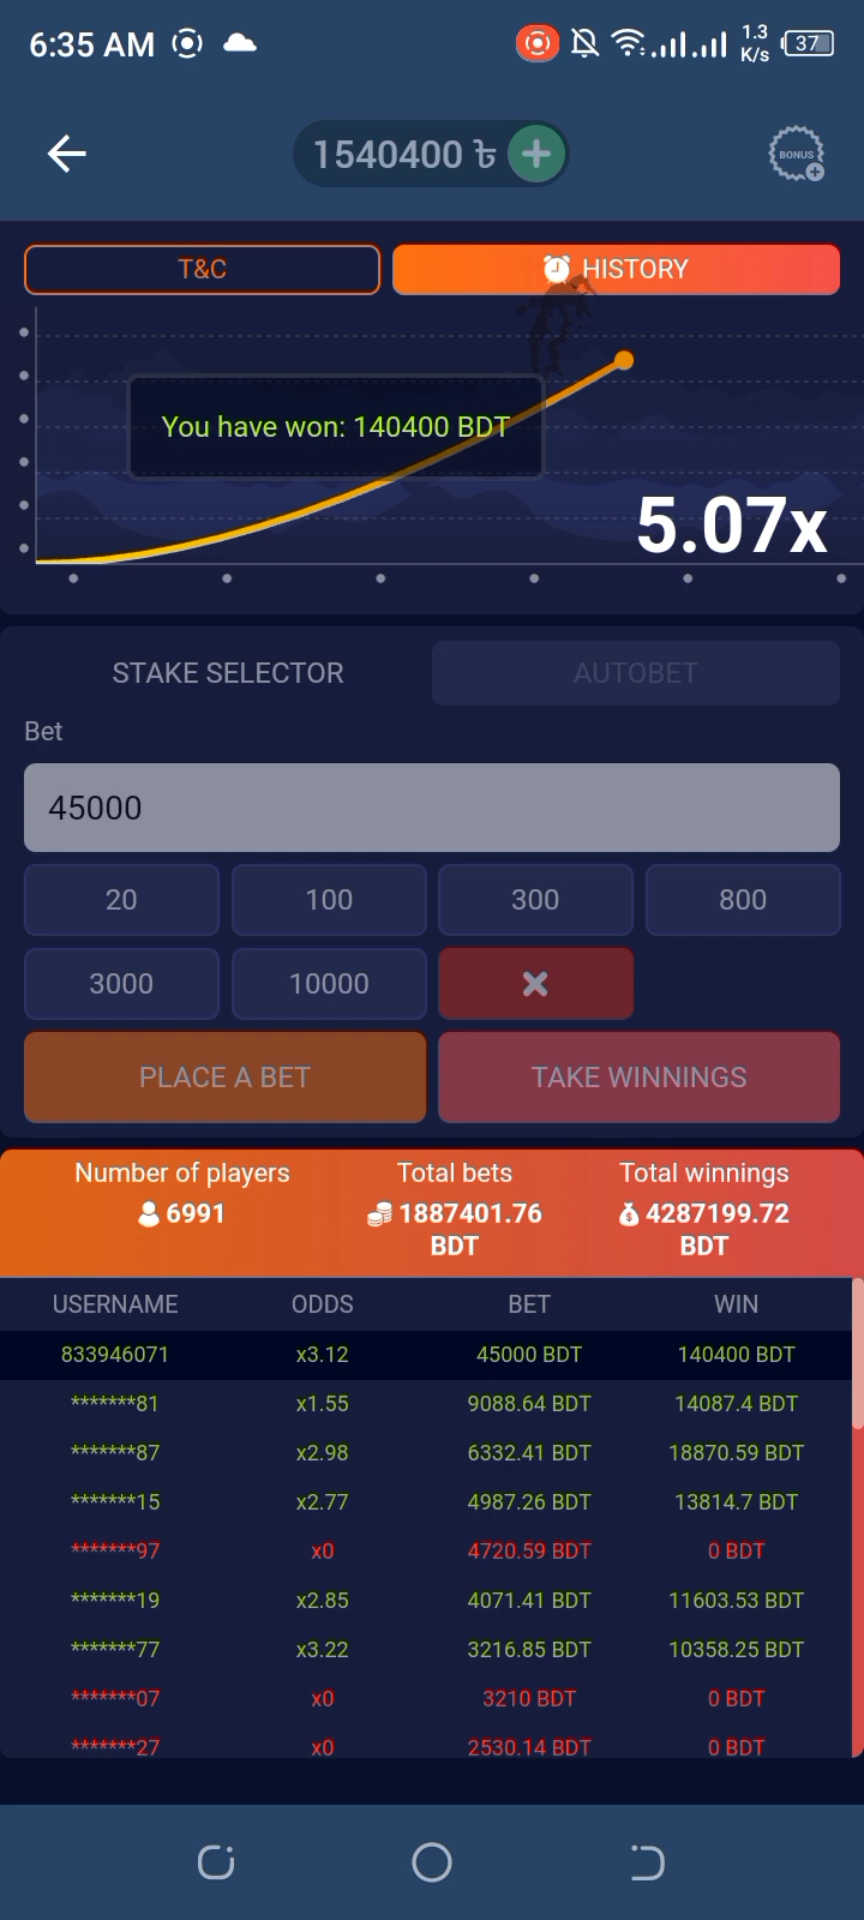 6:35 AM
1.3
K/s
37
1540400 ৳
BONUS
T&C
HISTORY
You have won: 140400 BDT
5.07x
STAKE SELECTOR
AUTOBET
Bet
45000
20 100 300 800
3000 10000
PLACE A BET
TAKE WINNINGS
Number of players Total bets Total winnings
6991 1887401.76 4287199.72
BDT BDT
USERNAME ODDS BET WIN
833946071 x3.12 45000 BDT 140400 BDT
*******81 x1.55 9088.64 BDT 14087.4 BDT
*******87 x2.98 6332.41 BDT 18870.59 BDT
*******15 x2.77 4987.26 BDT 13814.7 BDT
*******97 x0 4720.59 BDT 0 BDT
*******19 x2.85 4071.41 BDT 11603.53 BDT
*******77 x3.22 3216.85 BDT 10358.25 BDT
*******07 x0 3210 BDT 0 BDT
*******27 x0 2530.14 BDT 0 BDT